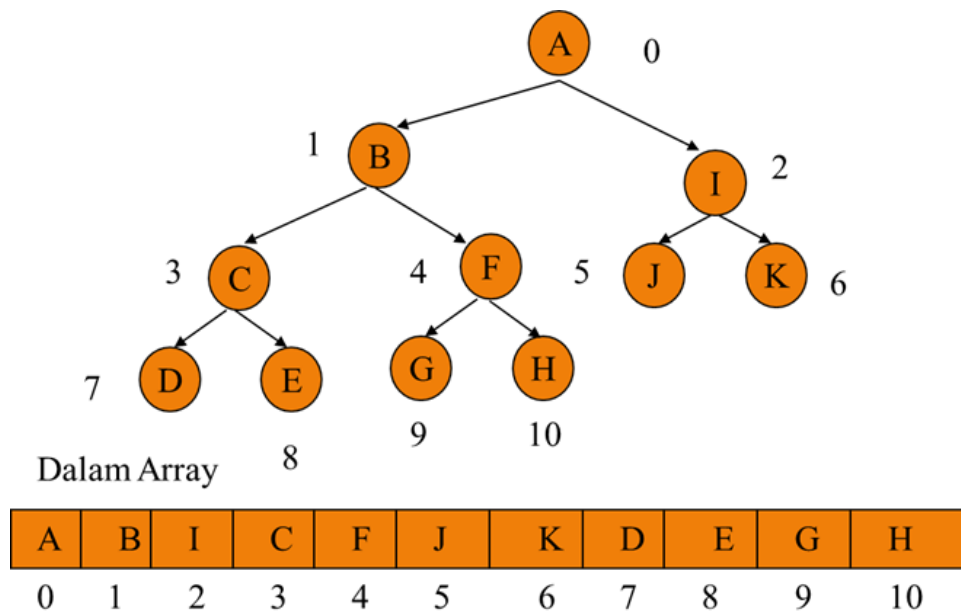 A 0
1 B I 2
3 C 4 F 5 J K 6
7 D E G H
8 9 10
Dalam Array
A B I C F J K D E G H
0 1 2 3 4 5 6 7 8 9 10